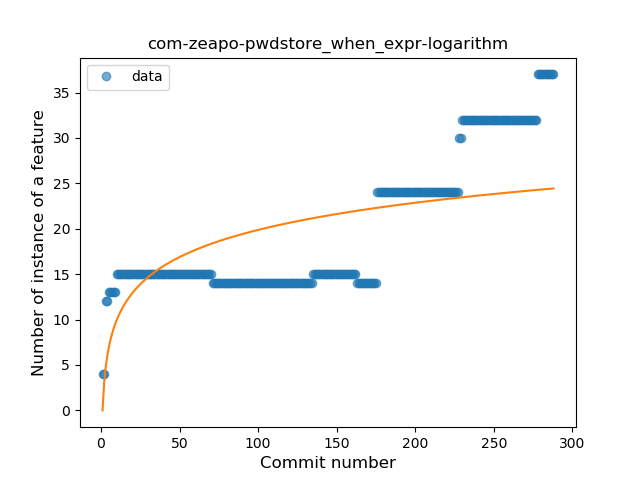 com-zeapo-pwdstore_when_expr-logarithm
data
Number of instance of a feature
35
30
25
20
15
10
5
0
0 50 100 150 200 250 300
Commit number